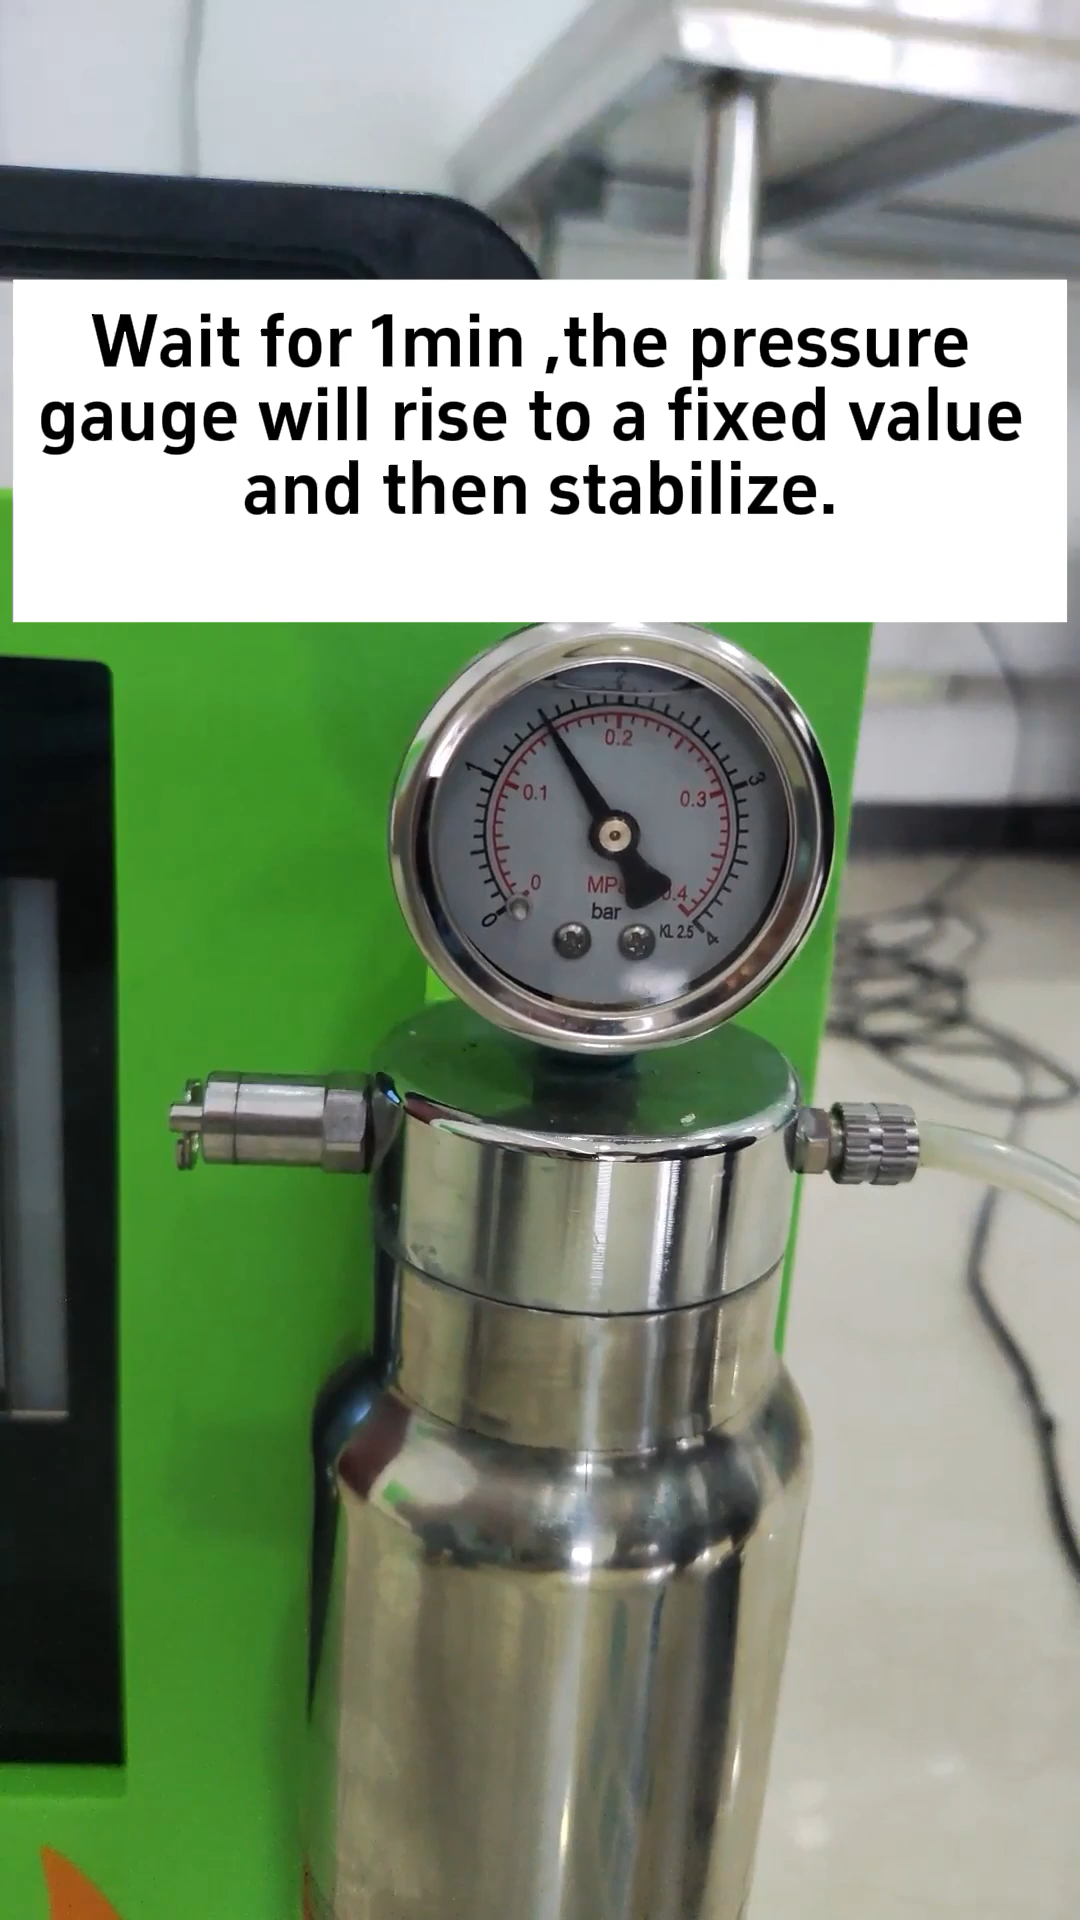 Wait for 1min ,the pressure
gauge will rise to a fixed value
and then stabilize.
2
0.2
1
3
0.1
0.3
0
MPa
0.4
bar
0
KL 2.5
4